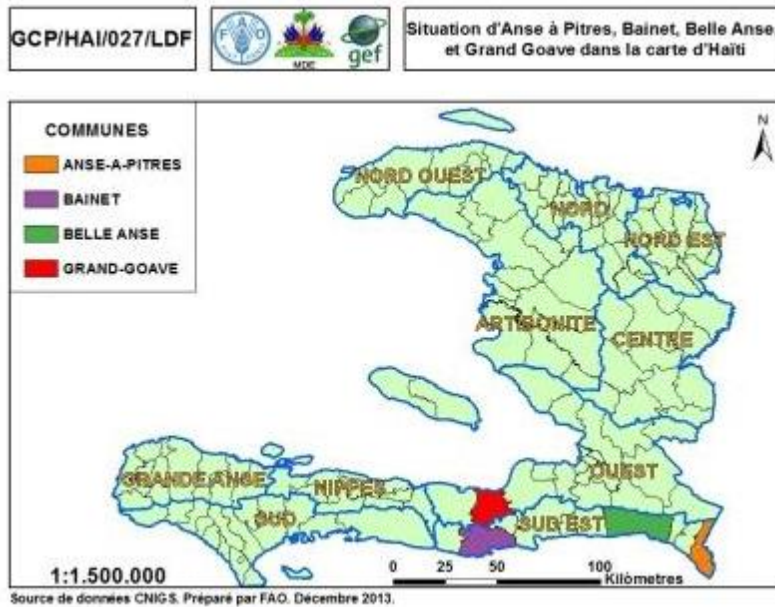 GCP/HAI/027/LDF
FAO
MDE
gef
Situation d'Anse à Pitres, Bainet, Belle Anse
et Grand Goave dans la carte d'Haïti
COMMUNES
ANSE-A-PITRES
BAINET
BELLE ANSE
GRAND-GOAVE
N
NORD OUEST
NORD
NORD EST
ARTIBONITE
CENTRE
GRANDE ANSE
NIPPES
OUEST
SUD
SUD EST
1:1.500.000
0 25 50 100
Kilòmetres
Source de données CNIGS. Préparé par FAO. Décembre 2013.